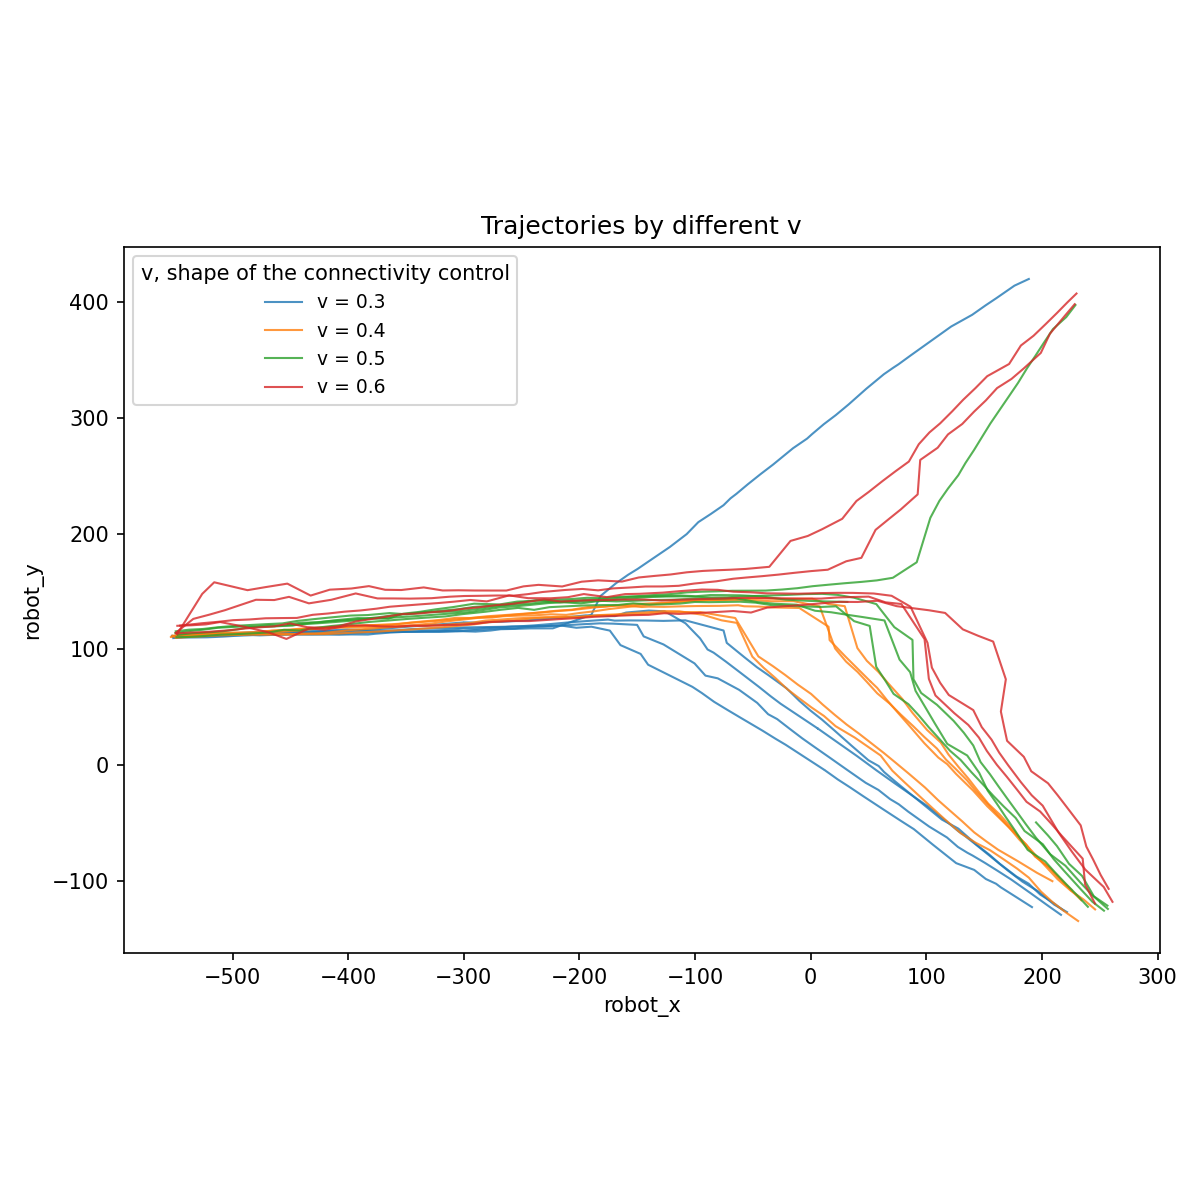 Trajectories by different v
v, shape of the connectivity control
v = 0.3
v = 0.4
v = 0.5
v = 0.6
robot_y
400
300
200
100
0
−100
−500 −400 −300 −200 −100 0 100 200 300
robot_x